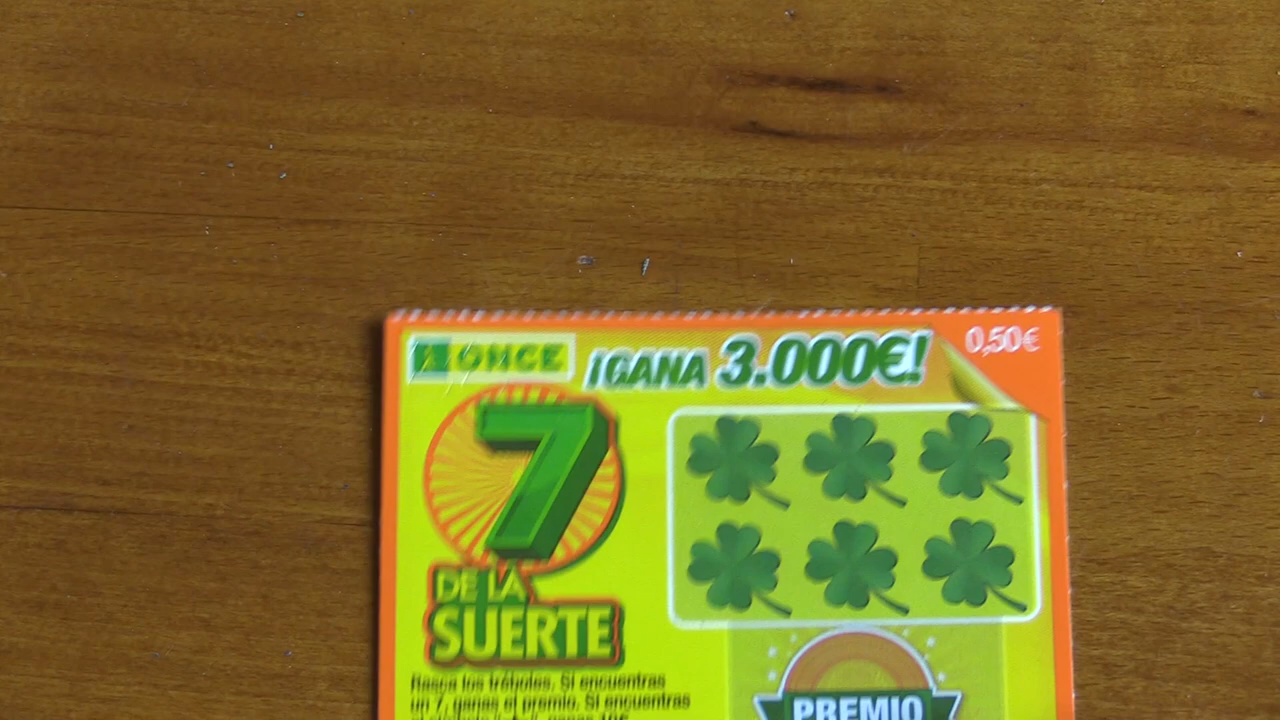 ONCE
¡GANA 3.000€!
0,50€
7
DE LA
SUERTE
Rasca los tréboles. Si encuentras
un 7, ganas el premio. Si encuentras
PREMIO